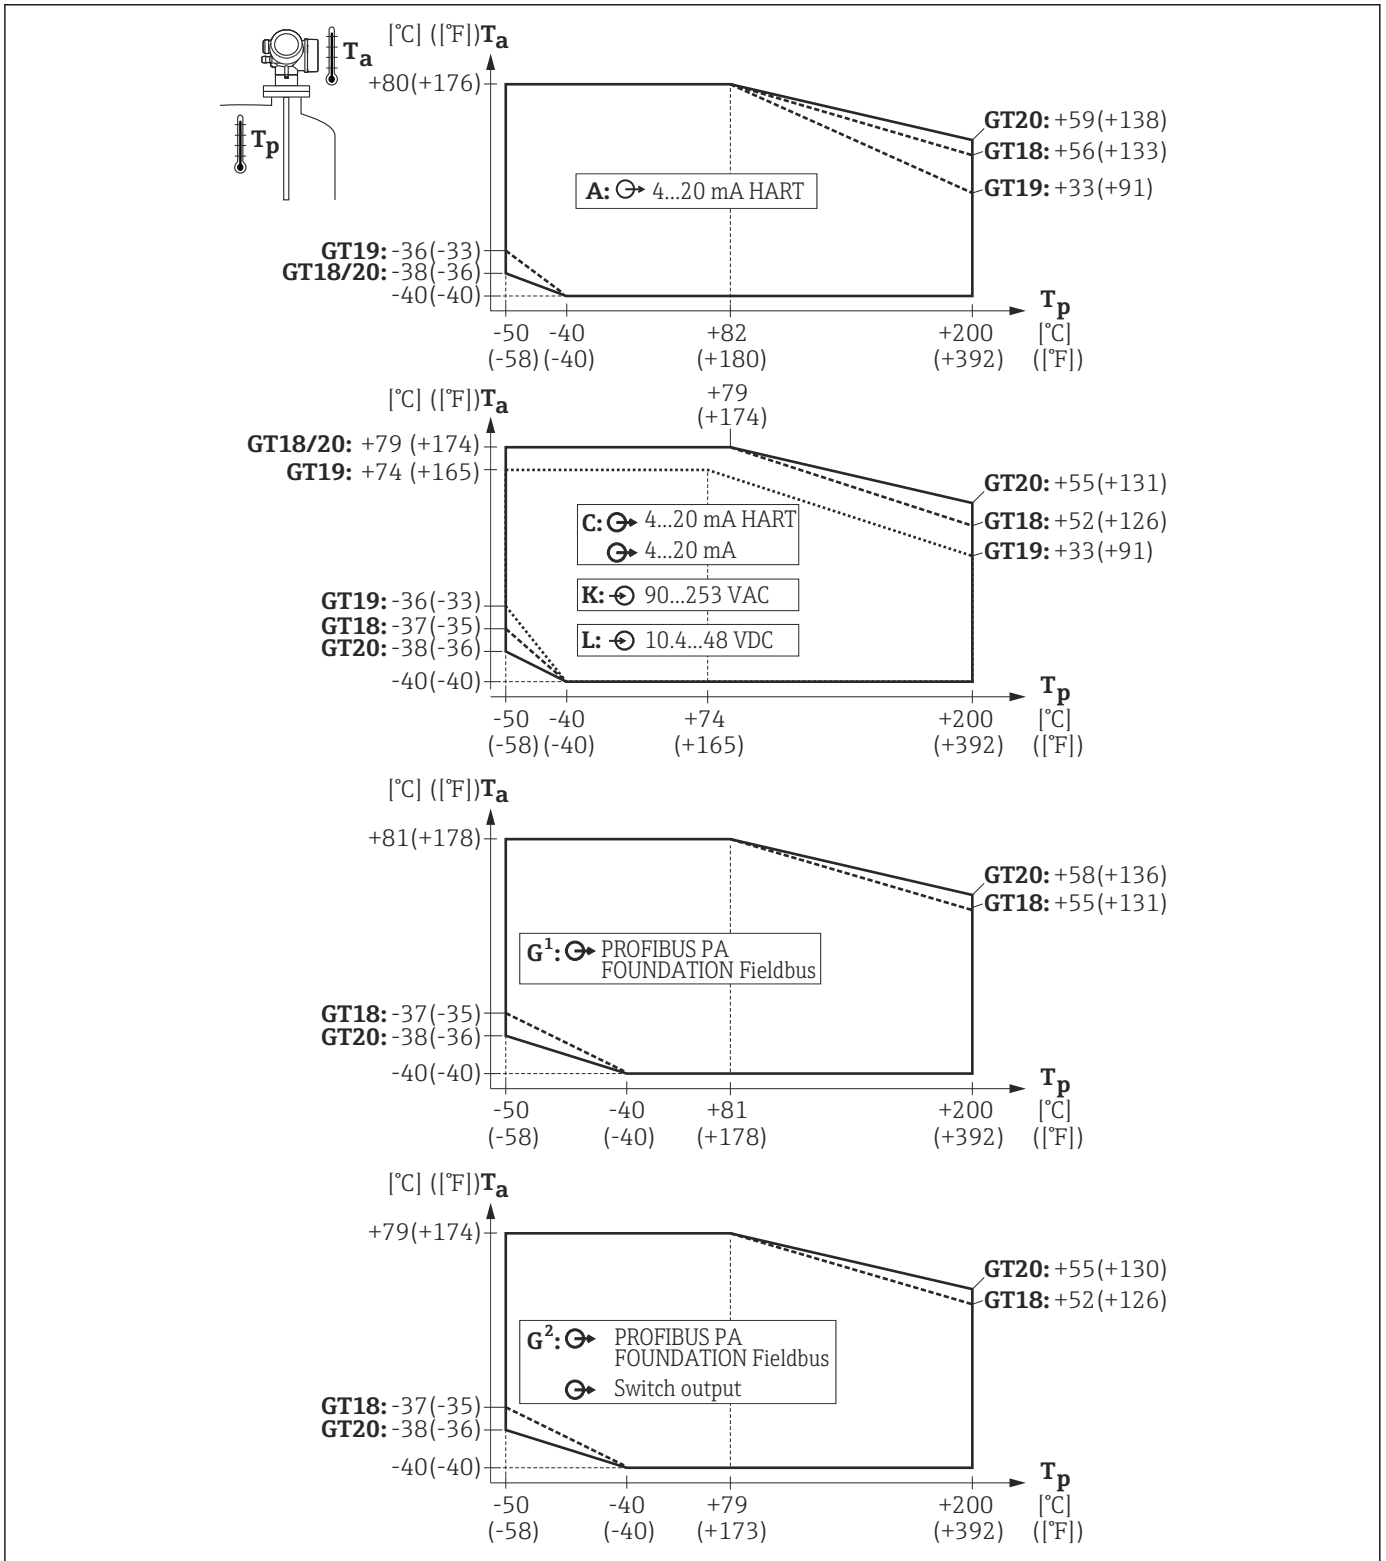 [°C] ([°F])Ta
Ta
Tp
+80(+176)
GT20: +59(+138)
GT18: +56(+133)
GT19: +33(+91)
A: 4...20 mA HART
GT19: -36(-33)
GT18/20: -38(-36)
-40(-40)
Tp
-50 -40 +82 +200 [°C]
(-58) (-40) (+180) (+392) ([°F])
[°C] ([°F])Ta
+79
(+174)
GT18/20: +79 (+174)
GT19: +74 (+165)
GT20: +55(+131)
GT18: +52(+126)
GT19: +33(+91)
C: 4...20 mA HART
4...20 mA
K: 90...253 VAC
L: 10.4...48 VDC
GT19: -36(-33)
GT18: -37(-35)
GT20: -38(-36)
-40(-40)
Tp
-50 -40 +74 +200 [°C]
(-58) (-40) (+165) (+392) ([°F])
[°C] ([°F])Ta
+81(+178)
GT20: +58(+136)
GT18: +55(+131)
G1: PROFIBUS PA
FOUNDATION Fieldbus
GT18: -37(-35)
GT20: -38(-36)
-40(-40)
Tp
-50 -40 +81 +200 [°C]
(-58) (-40) (+178) (+392) ([°F])
[°C] ([°F])Ta
+79(+174)
GT20: +55(+130)
GT18: +52(+126)
G2: PROFIBUS PA
FOUNDATION Fieldbus
Switch output
GT18: -37(-35)
GT20: -38(-36)
-40(-40)
Tp
-50 -40 +79 +200 [°C]
(-58) (-40) (+173) (+392) ([°F])